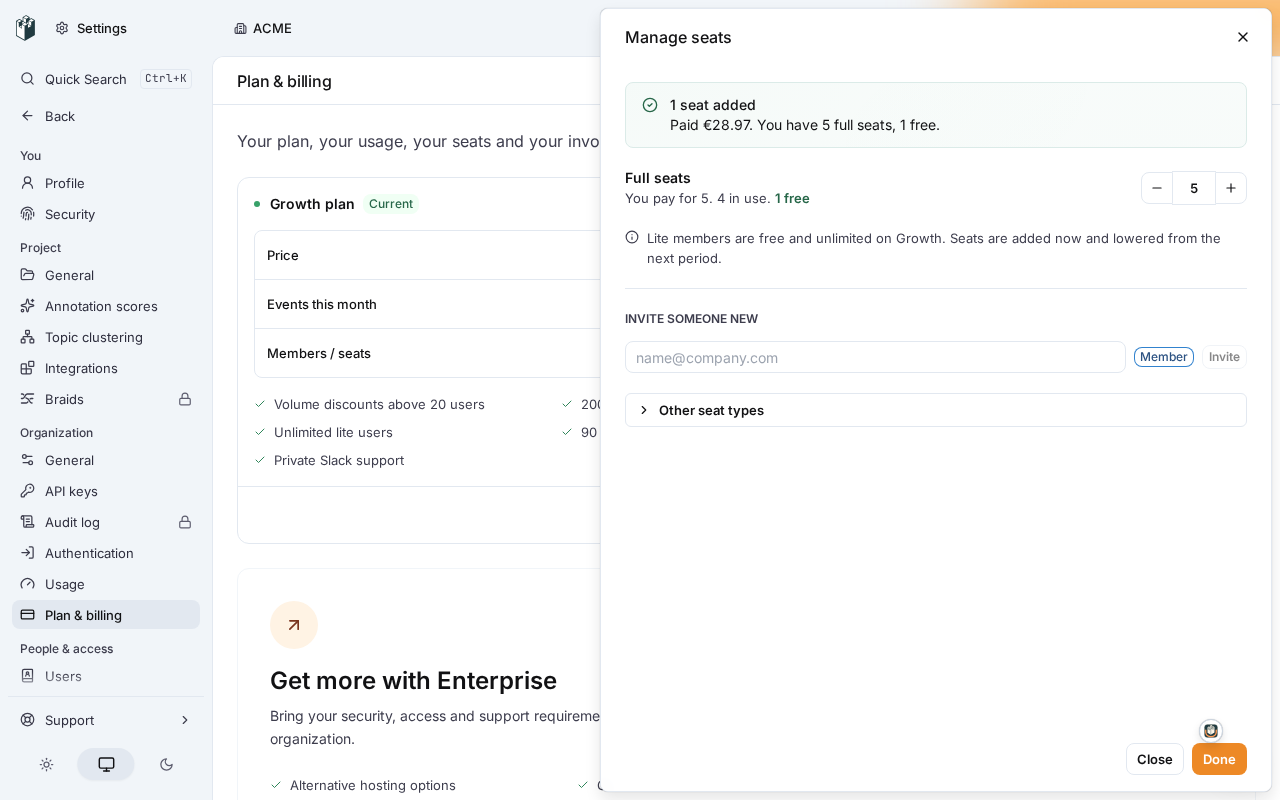 Settings
ACME
Quick Search
Ctrl+K
Back
You
Profile
Security
Project
General
Annotation scores
Topic clustering
Integrations
Braids
Organization
General
API keys
Audit log
Authentication
Usage
Plan & billing
People & access
Users
Support
Plan & billing
Your plan, your usage, your seats and your invo
Growth plan
Current
Price
Events this month
Members / seats
Volume discounts above 20 users
200
Unlimited lite users
90
Private Slack support
Get more with Enterprise
Bring your security, access and support requireme
organization.
Alternative hosting options
Manage seats
1 seat added
Paid €28.97. You have 5 full seats, 1 free.
Full seats
You pay for 5. 4 in use. 1 free
5
Lite members are free and unlimited on Growth. Seats are added now and lowered from the
next period.
INVITE SOMEONE NEW
name@company.com
Member
Invite
Other seat types
Close
Done